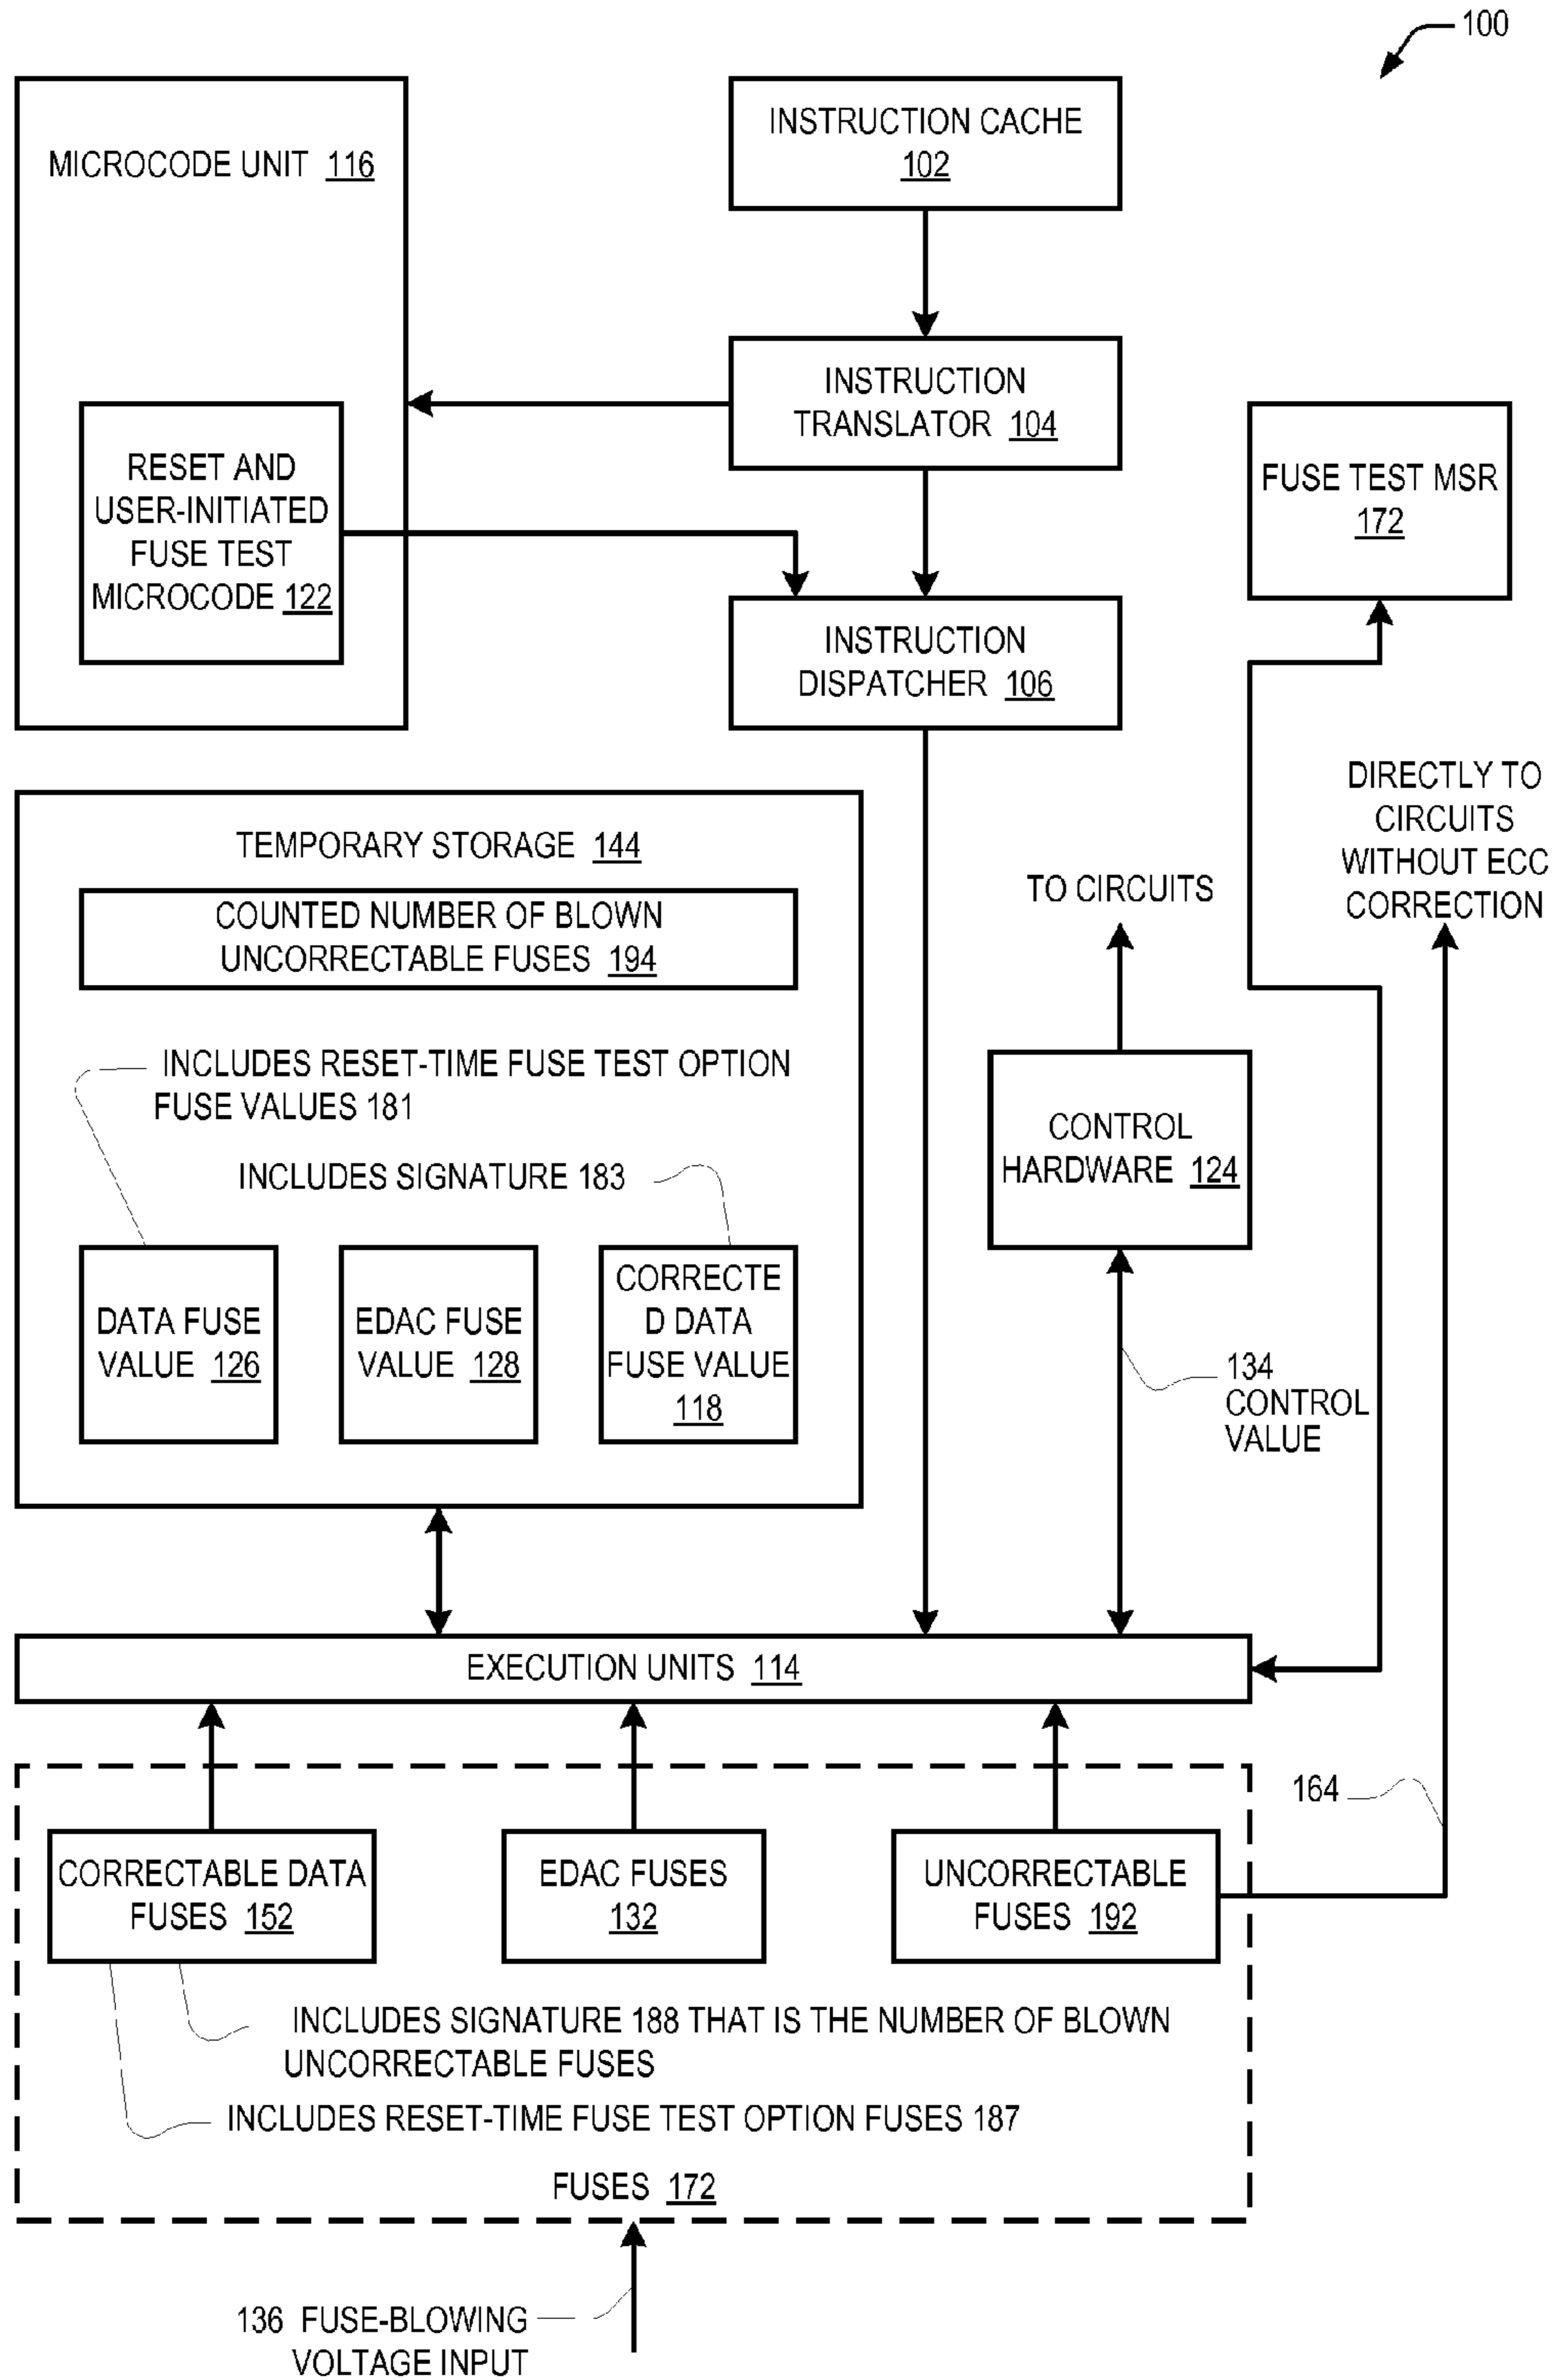 100
MICROCODE UNIT 116
INSTRUCTION CACHE
102
INSTRUCTION
TRANSLATOR 104
RESET AND
USER-INITIATED
FUSE TEST
MICROCODE 122
FUSE TEST MSR
172
INSTRUCTION
DISPATCHER 106
DIRECTLY TO
CIRCUITS
WITHOUT ECC
CORRECTION
TEMPORARY STORAGE 144
COUNTED NUMBER OF BLOWN
UNCORRECTABLE FUSES 194
TO CIRCUITS
INCLUDES RESET-TIME FUSE TEST OPTION
FUSE VALUES 181
INCLUDES SIGNATURE 183
CONTROL
HARDWARE 124
DATA FUSE
VALUE 126
EDAC FUSE
VALUE 128
CORRECTE
D DATA
FUSE VALUE
118
134
CONTROL
VALUE
EXECUTION UNITS 114
164
CORRECTABLE DATA
FUSES 152
EDAC FUSES
132
UNCORRECTABLE
FUSES 192
INCLUDES SIGNATURE 188 THAT IS THE NUMBER OF BLOWN
UNCORRECTABLE FUSES
INCLUDES RESET-TIME FUSE TEST OPTION FUSES 187
FUSES 172
136 FUSE-BLOWING
VOLTAGE INPUT